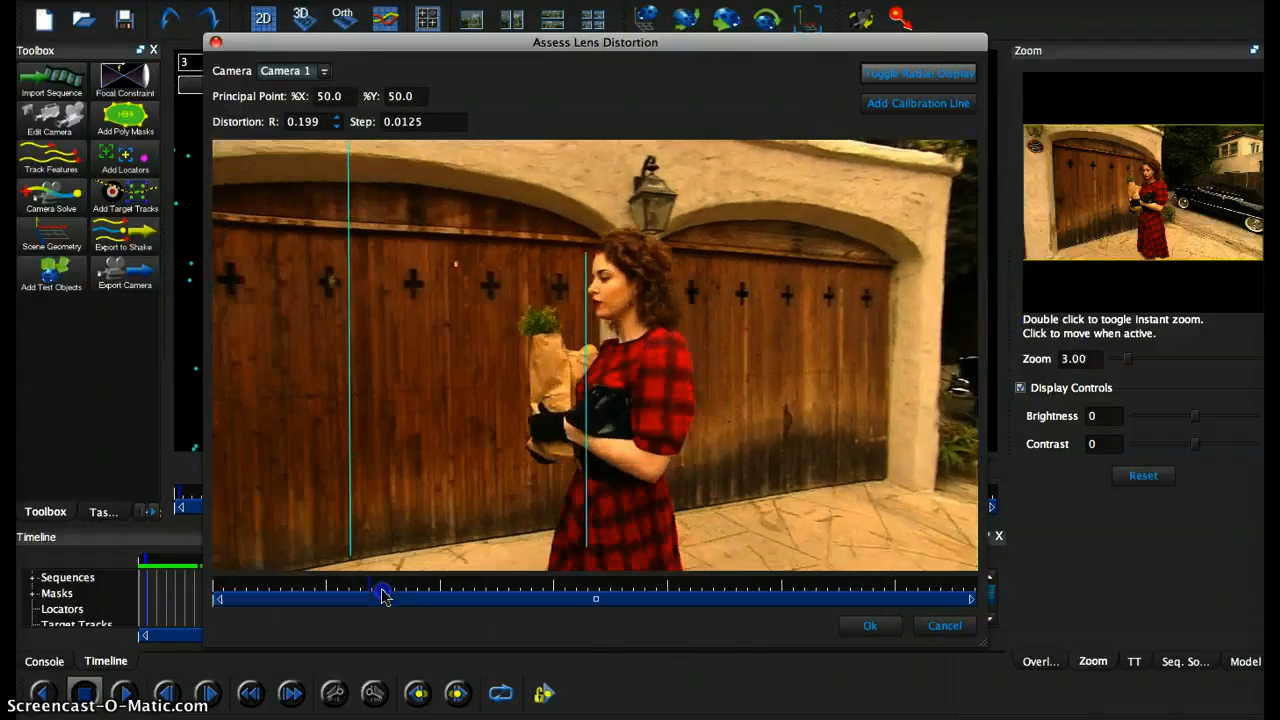 2D
3D
Orth
Toolbox
X
Import Sequence
Focal Constraint
Edit Camera
Add Poly Masks
Track Features
Add Locators
Camera Solve
Add Target Tracks
Scene Geometry
Export to Shake
Add Test Objects
Export Camera
Toolbox
Tas...
3
Assess Lens Distortion
Camera
Camera 1
Toggle Radial Display
Principal Point: %X: 50.0 %Y: 50.0
Add Calibration Line
Distortion: R: 0.199 Step: 0.0125
Ok
Cancel
Zoom
Double click to toogle instant zoom.
Click to move when active.
Zoom 3.00
Display Controls
Brightness 0
Contrast 0
Reset
Timeline
X
Sequences
Masks
Locators
Target Tracks
Console
Timeline
Overl...
Zoom
TT
Seq. So...
Model
Screencast-O-Matic.com